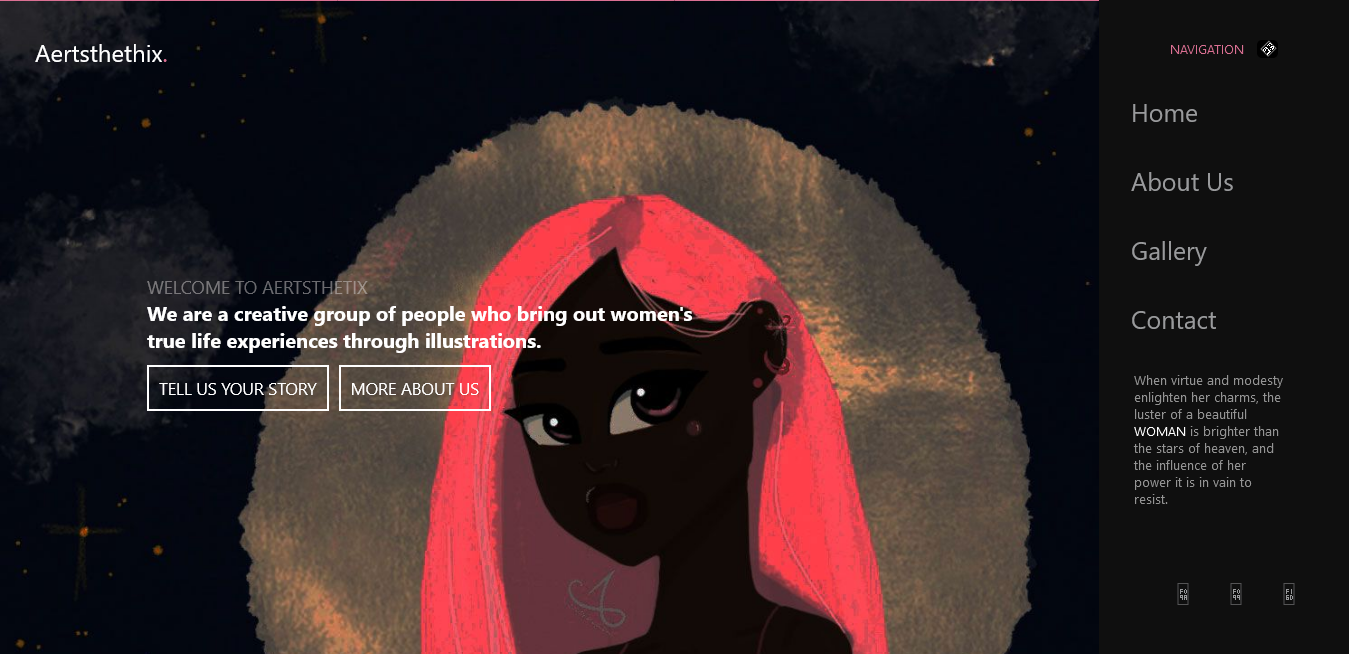 Aertsthethix.
WELCOME TO AERTSTHETIX
We are a creative group of people who bring out women's
true life experiences through illustrations.
TELL US YOUR STORY
MORE ABOUT US
NAVIGATION
Home
About Us
Gallery
Contact
When virtue and modesty
enlighten her charms, the
luster of a beautiful
WOMAN is brighter than
the stars of heaven, and
the influence of her
power it is in vain to
resist.